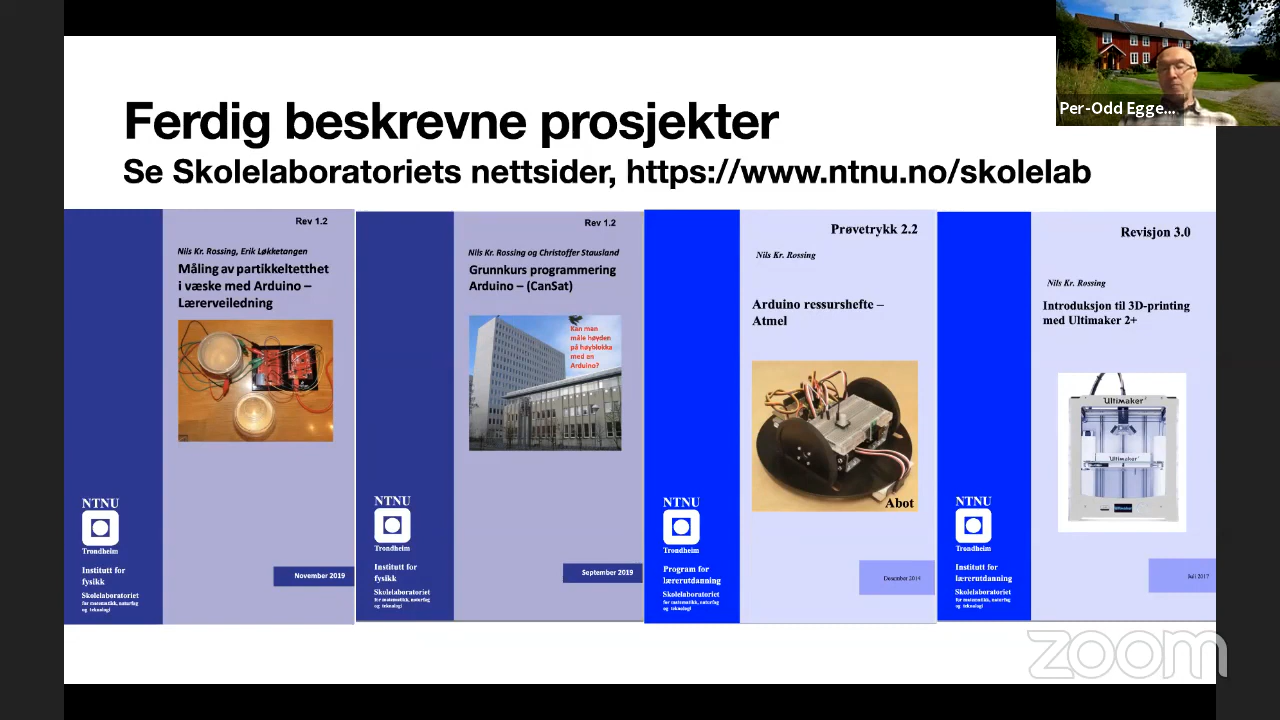 Ferdig beskrevne prosjekter
Se Skolelaboratoriets nettsider, https://www.ntnu.no/skolelab
Per-Odd Egge...
Rev 1.2
Nils Kr. Rossing, Erik Løkketangen
Måling av partikkeltetthet
i væske med Arduino –
Lærerveiledning
NTNU
Trondheim
Institutt for
fysikk
Skolelaboratoriet
for matematikk, naturfag
og teknologi
November 2019
Rev 1.2
Nils Kr. Rossing og Christoffer Stausland
Grunnkurs programmering
Arduino – (CanSat)
Kan man
måle høyden
på høyblokka
med en
Arduino?
NTNU
Trondheim
Institutt for
fysikk
Skolelaboratoriet
for matematikk, naturfag
og teknologi
September 2019
Prøvetrykk 2.2
Nils Kr. Rossing
Arduino ressurshefte –
Atmel
Abot
NTNU
Trondheim
Program for
lærerutdanning
Skolelaboratoriet
for matematikk, naturfag
og teknologi
Desember 2014
Revisjon 3.0
Nils Kr. Rossing
Introduksjon til 3D-printing
med Ultimaker 2+
Ultimaker
Ultimaker
NTNU
Trondheim
Institutt for
lærerutdanning
Skolelaboratoriet
for matematikk, naturfag
og teknologi
Juli 2017
zoom